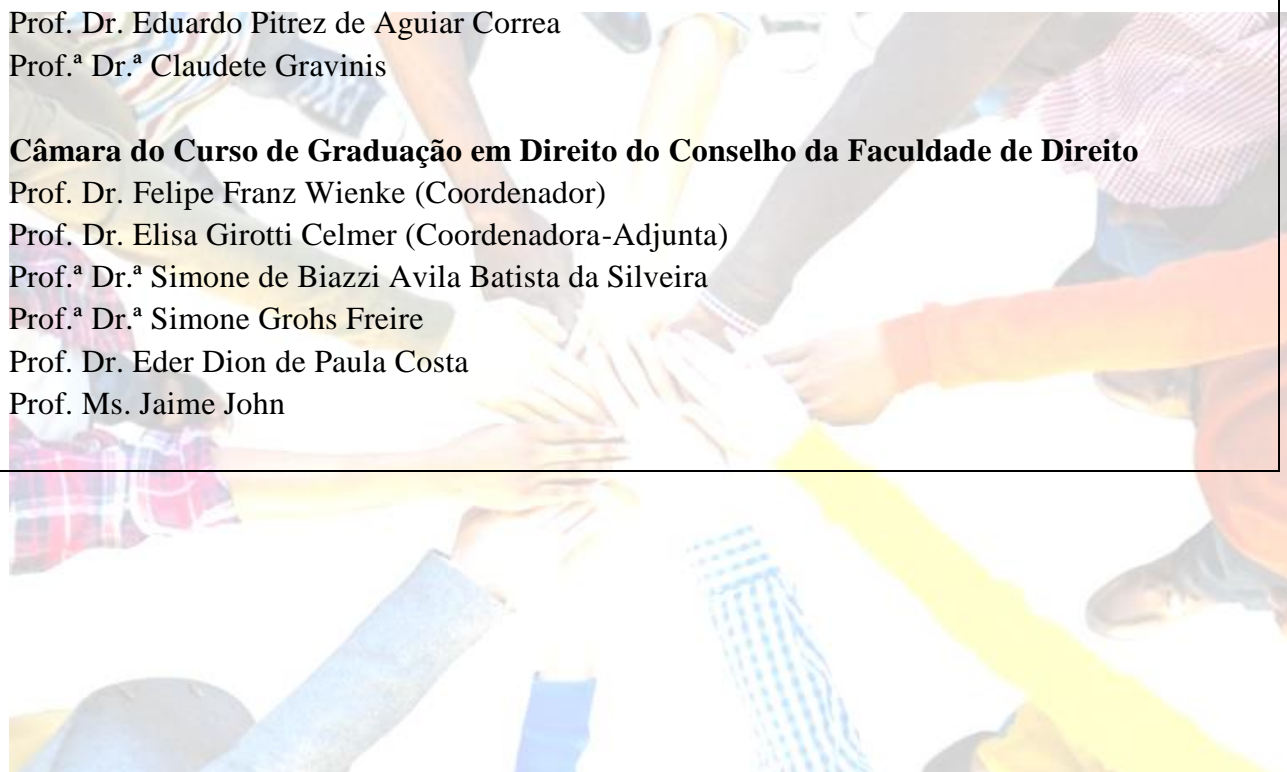 Prof. Dr. Eduardo Pitrez de Aguiar Correa
Prof.ª Dr.ª Claudete Gravinis
Câmara do Curso de Graduação em Direito do Conselho da Faculdade de Direito
Prof. Dr. Felipe Franz Wienke (Coordenador)
Prof. Dr. Elisa Girotti Celmer (Coordenadora-Adjunta)
Prof.ª Dr.ª Simone de Biazzi Avila Batista da Silveira
Prof.ª Dr.ª Simone Grohs Freire
Prof. Dr. Eder Dion de Paula Costa
Prof. Ms. Jaime John